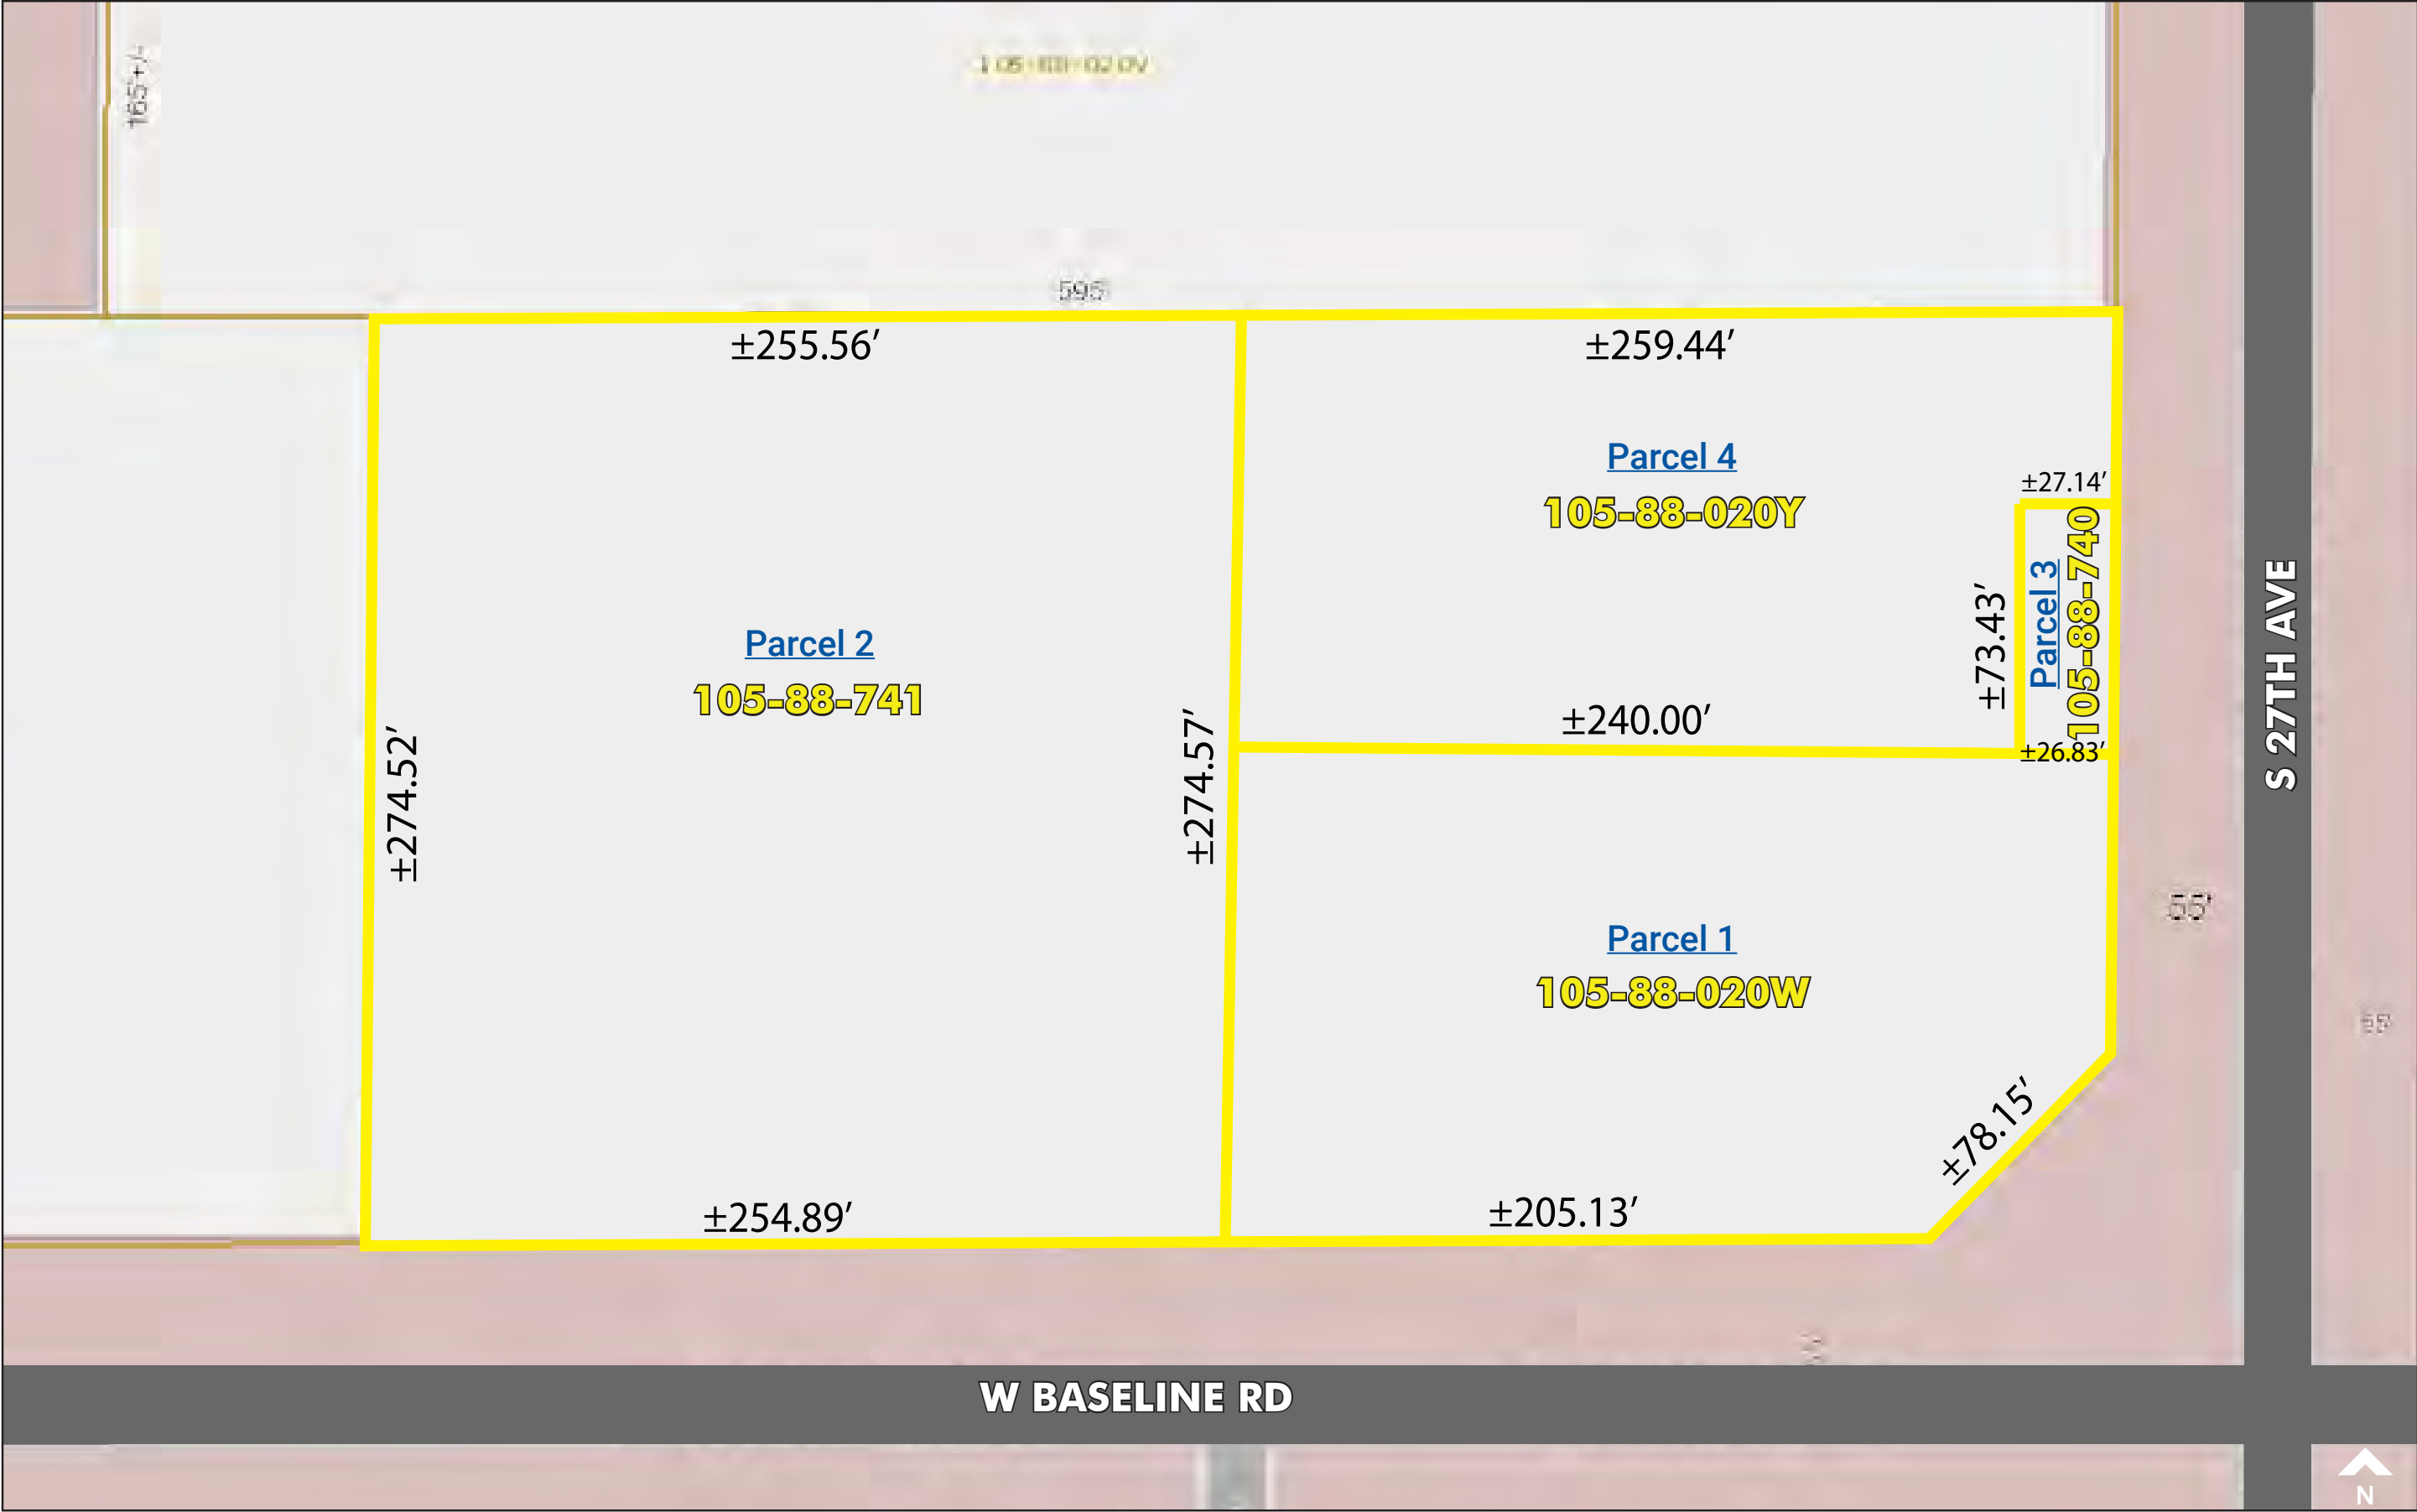 165'+/-
595'
±255.56′
±259.44′
Parcel 4
105-88-020Y
±27.14′
Parcel 3
105-88-740
±73.43′
Parcel 2
105-88-741
±240.00′
±26.83′
S 27TH AVE
±274.52′
±274.57′
55'
Parcel 1
105-88-020W
55'
±78.15′
±254.89′
±205.13′
W BASELINE RD
N